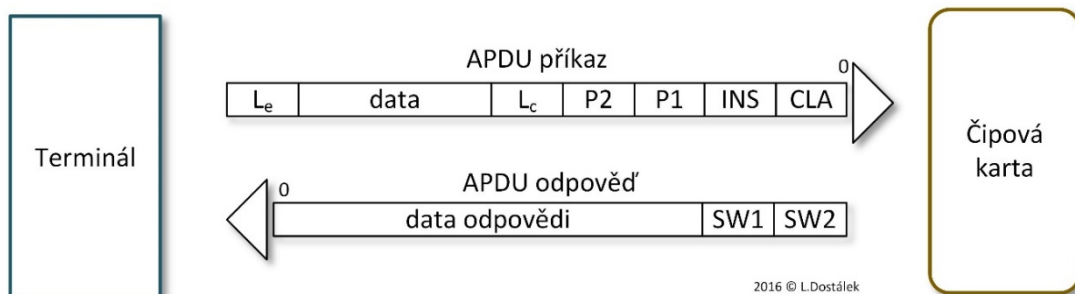 APDU příkaz
0
Le data Lc P2 P1 INS CLA
Terminál
Čipová
karta
APDU odpověď
0
data odpovědi SW1 SW2
2016 © L.Dostálek